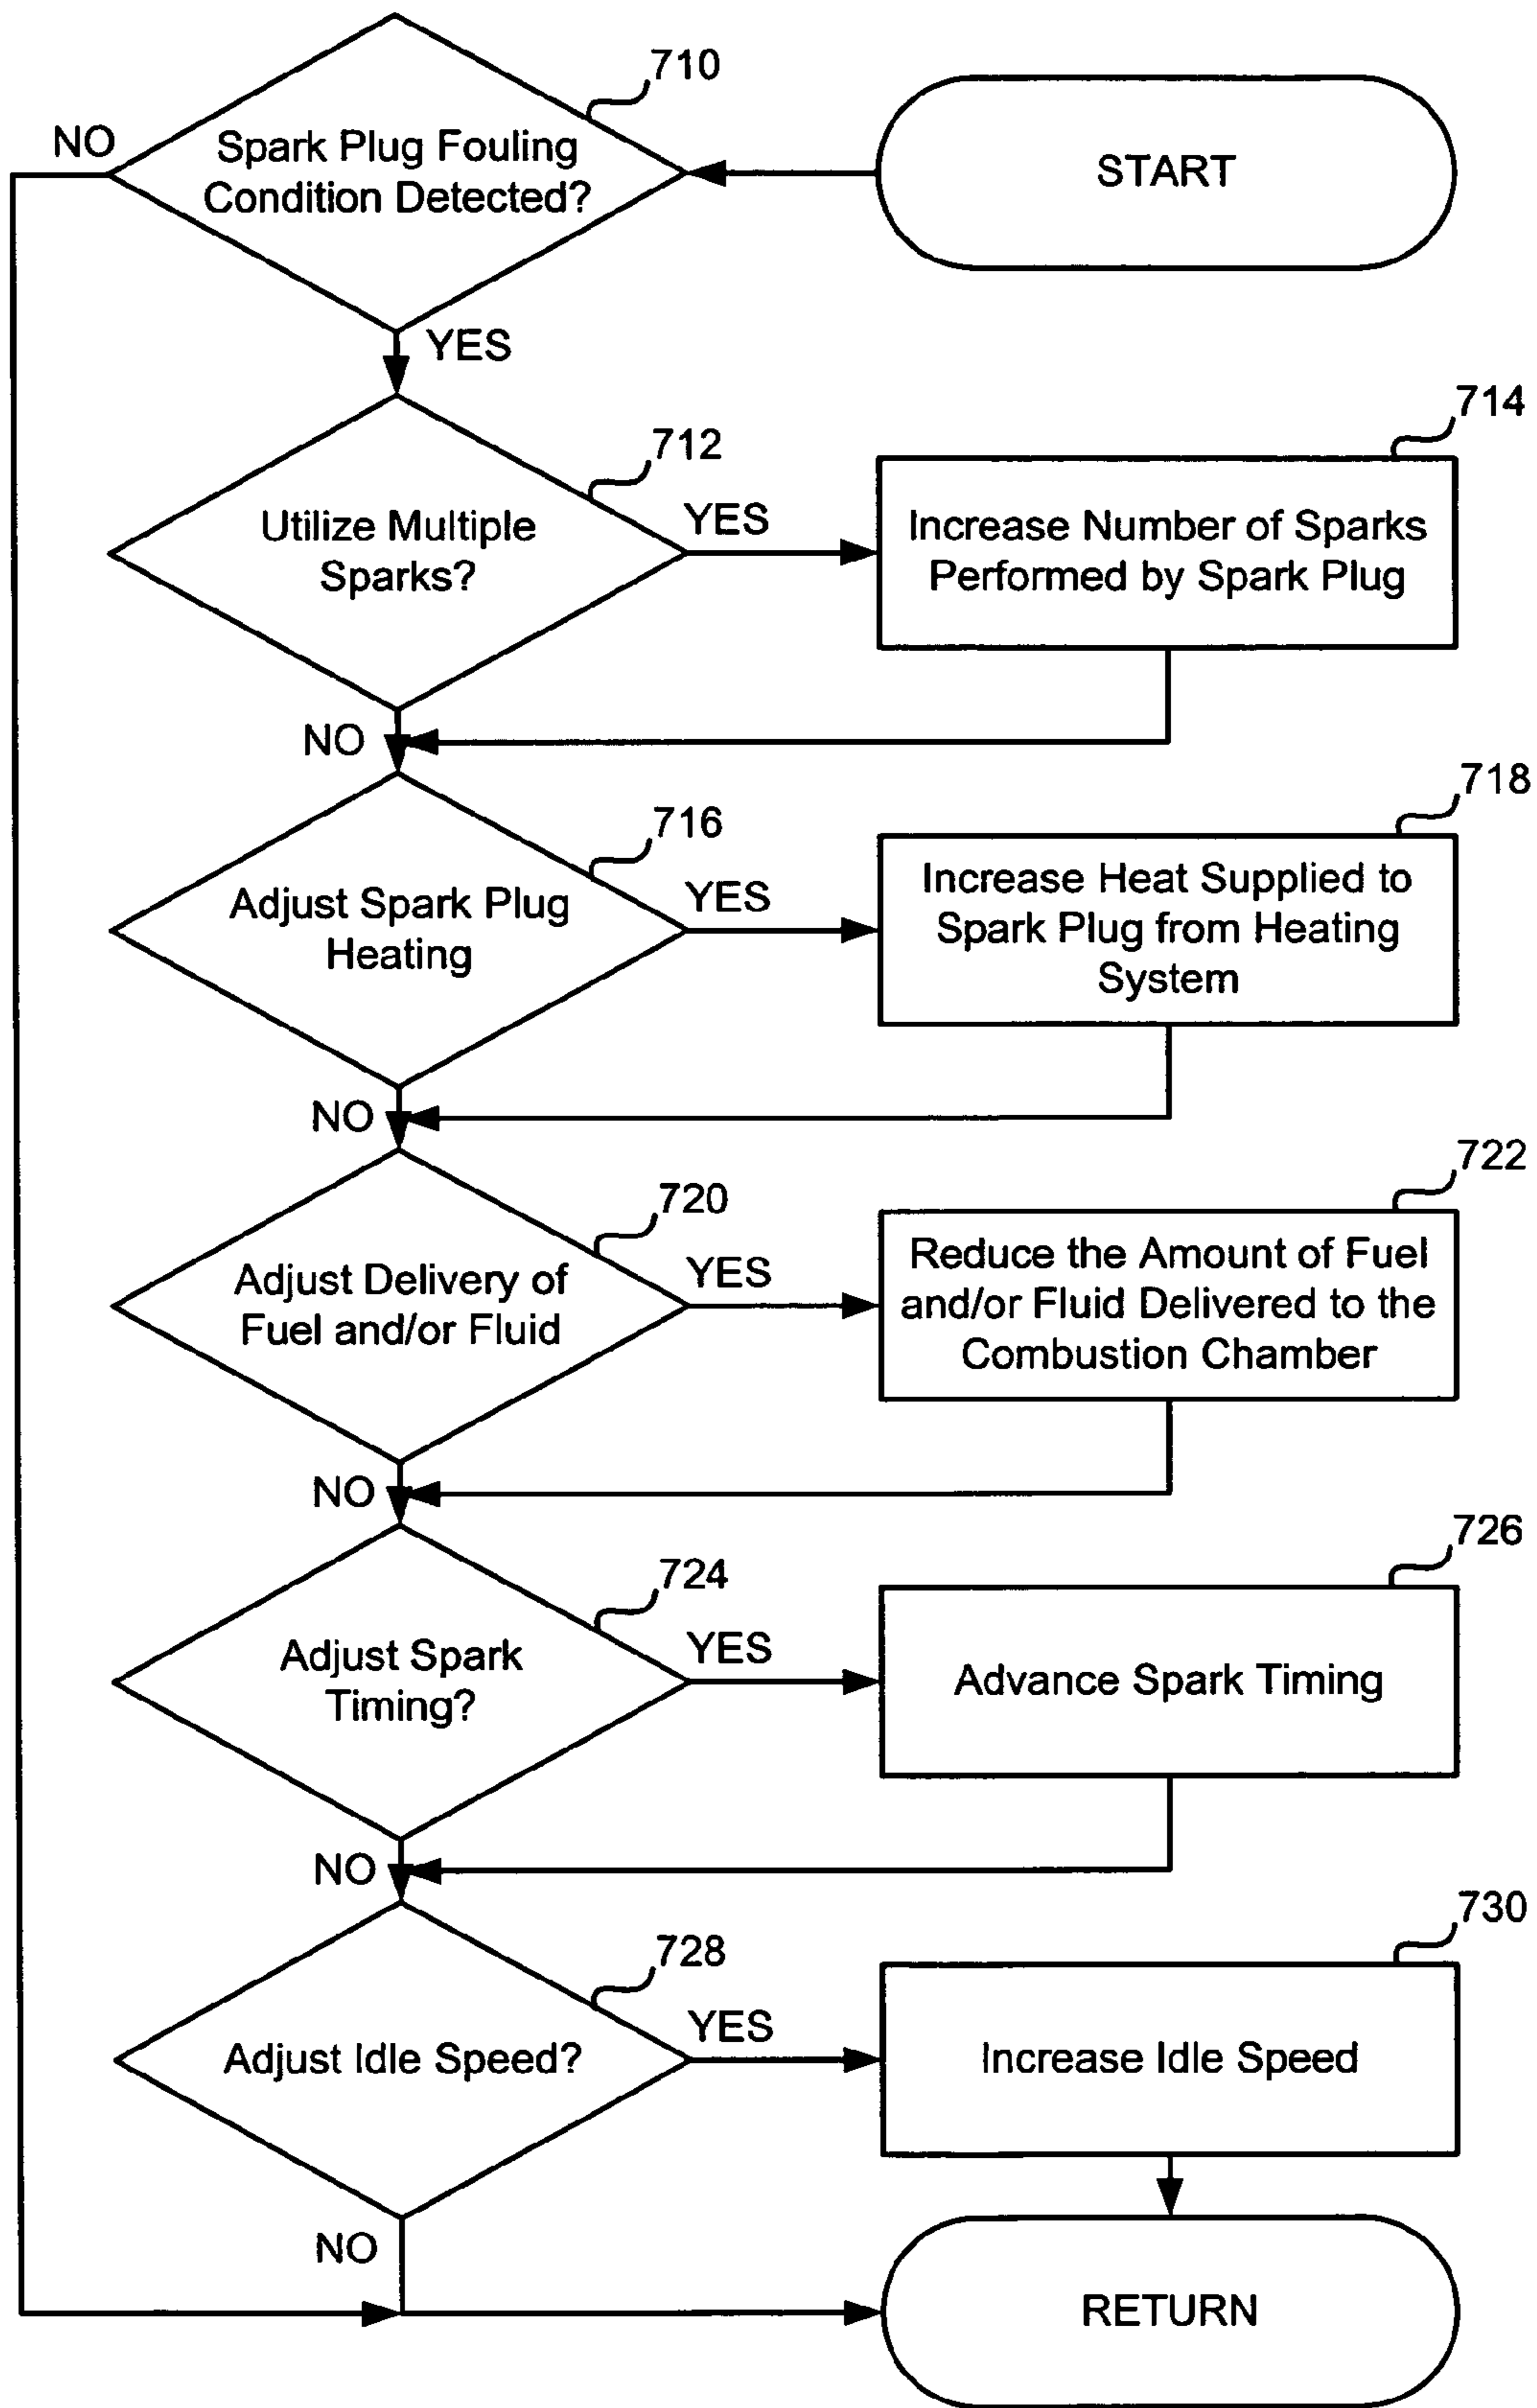 710
NO
Spark Plug Fouling
Condition Detected?
START
YES
714
712
Utilize Multiple
Sparks?
YES
Increase Number of Sparks
Performed by Spark Plug
NO
718
716
Adjust Spark Plug
Heating
YES
Increase Heat Supplied to
Spark Plug from Heating
System
NO
722
720
Adjust Delivery of
Fuel and/or Fluid
YES
Reduce the Amount of Fuel
and/or Fluid Delivered to the
Combustion Chamber
NO
726
724
Adjust Spark
Timing?
YES
Advance Spark Timing
NO
730
728
Adjust Idle Speed?
YES
Increase Idle Speed
NO
RETURN